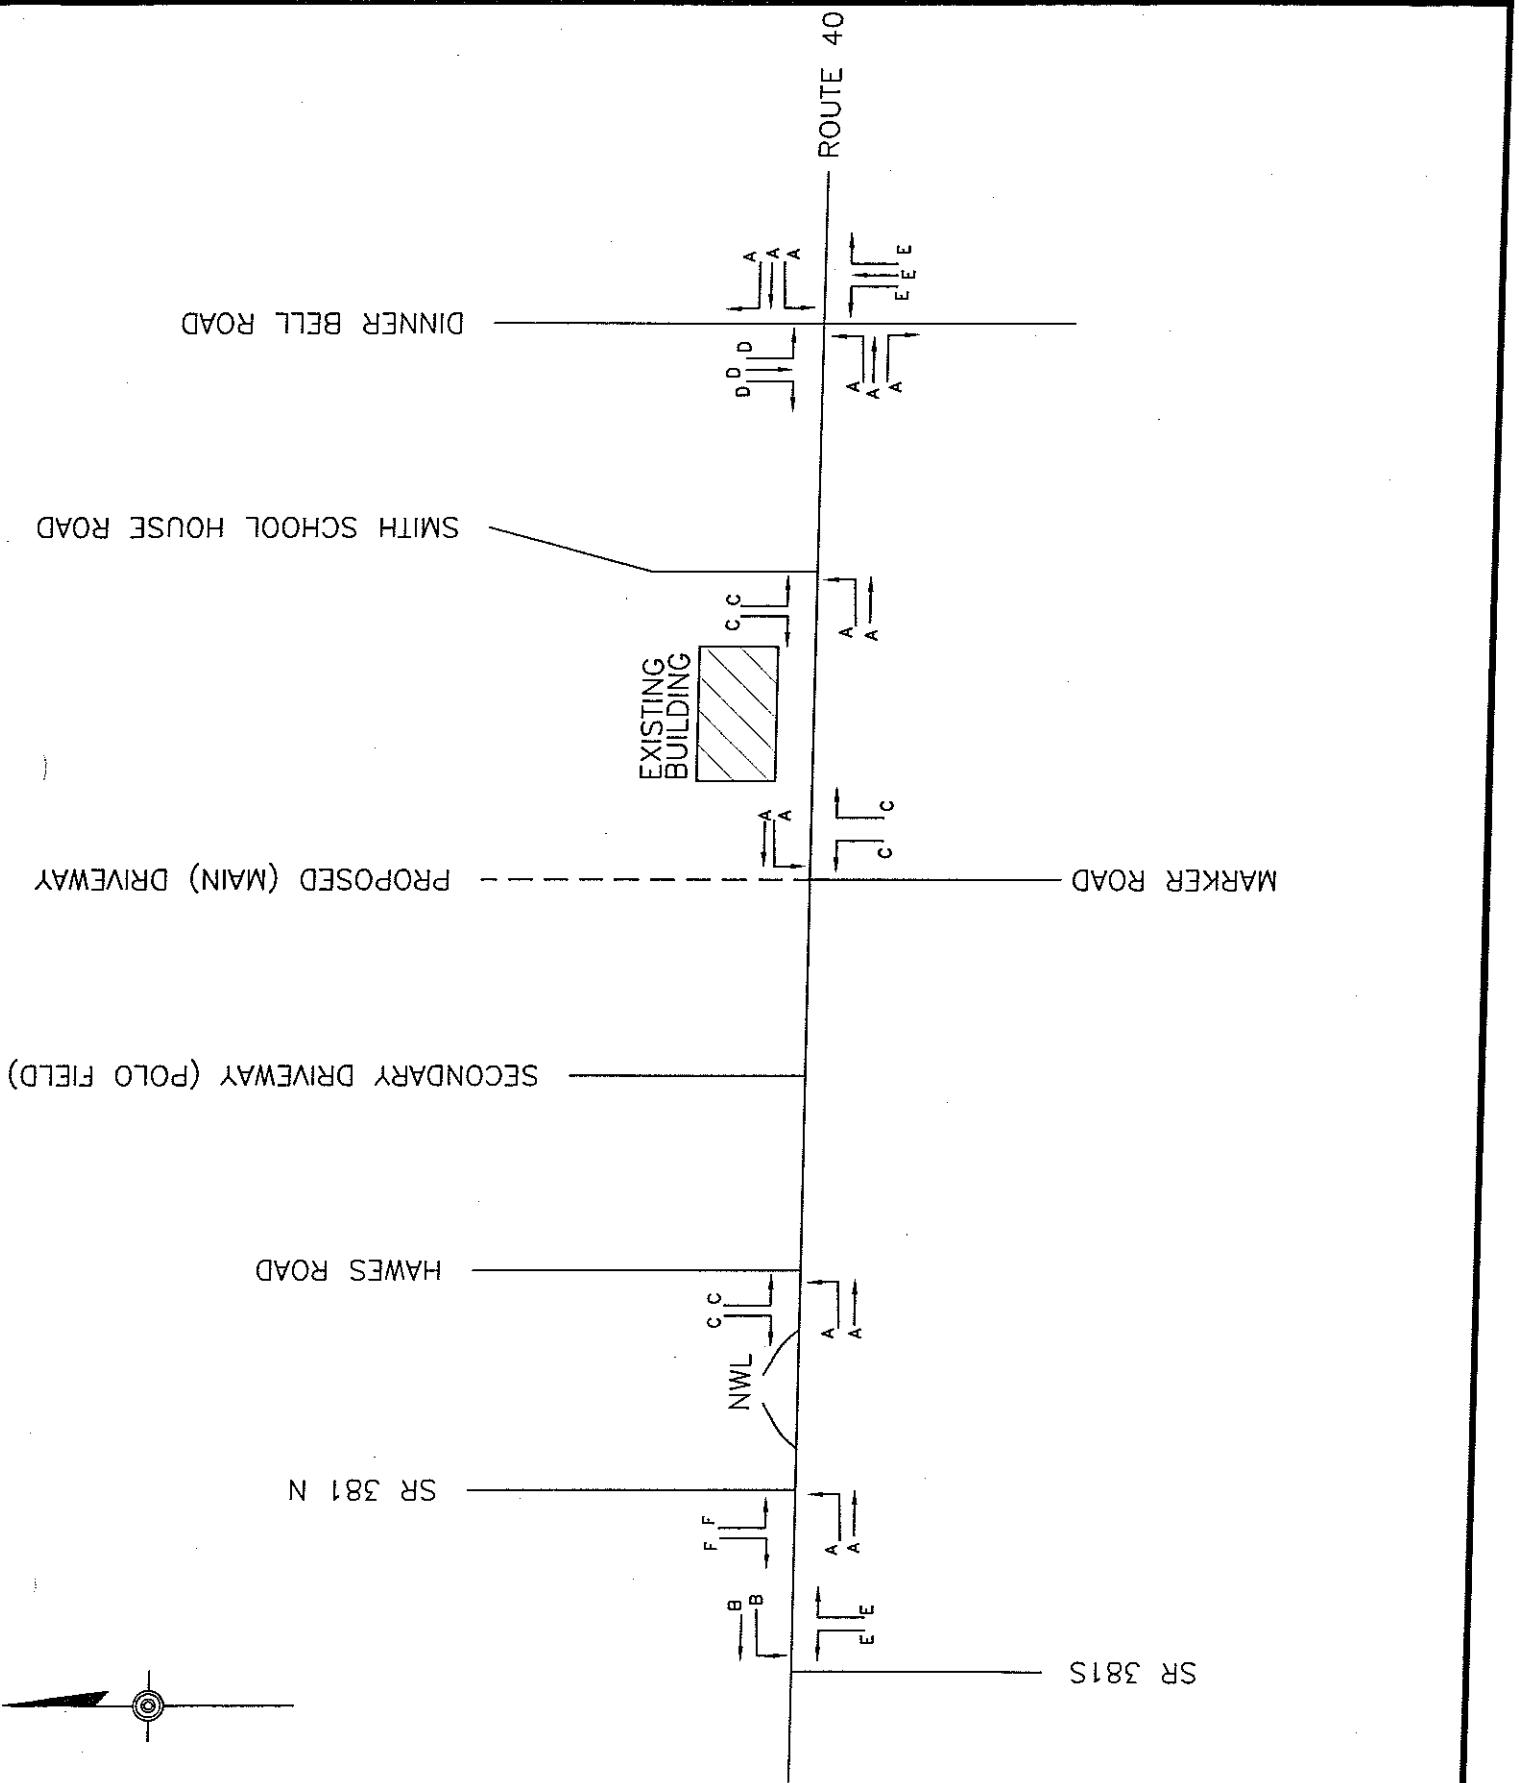 ROUTE 40
DINNER BELL ROAD
A
A
A
E
E
E
D
D
D
A
A
A
SMITH SCHOOL HOUSE ROAD
C
C
A
A
EXISTING
BUILDING
A
A
C
C
PROPOSED (MAIN) DRIVEWAY
MARKER ROAD
SECONDARY DRIVEWAY (POLO FIELD)
HAWES ROAD
C
C
A
A
NWL
SR 381 N
F
F
A
A
B
B
E
E
SR 381S